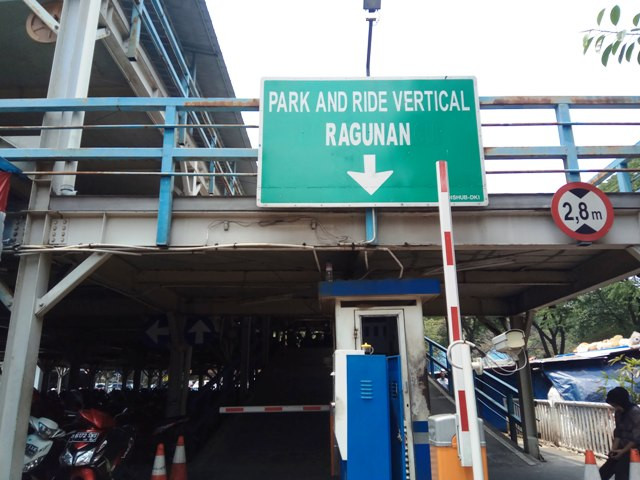 PARK AND RIDE VERTICAL
RAGUNAN
2,8 m